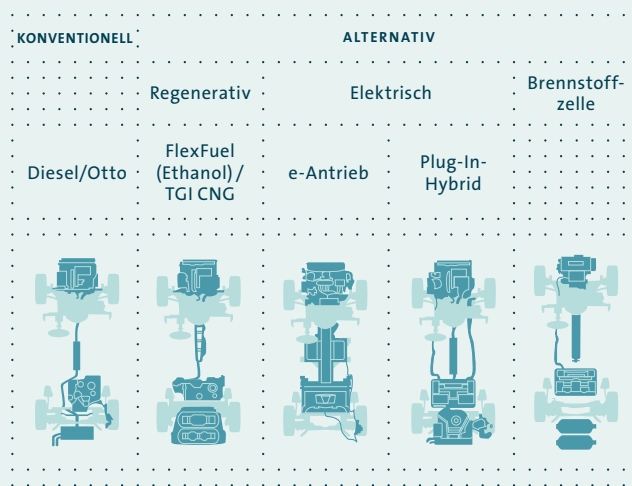 KONVENTIONELL
ALTERNATIV
Regenerativ
Elektrisch
Brennstoff-
zelle
Diesel/Otto
FlexFuel
(Ethanol) /
TGI CNG
e-Antrieb
Plug-In-
Hybrid